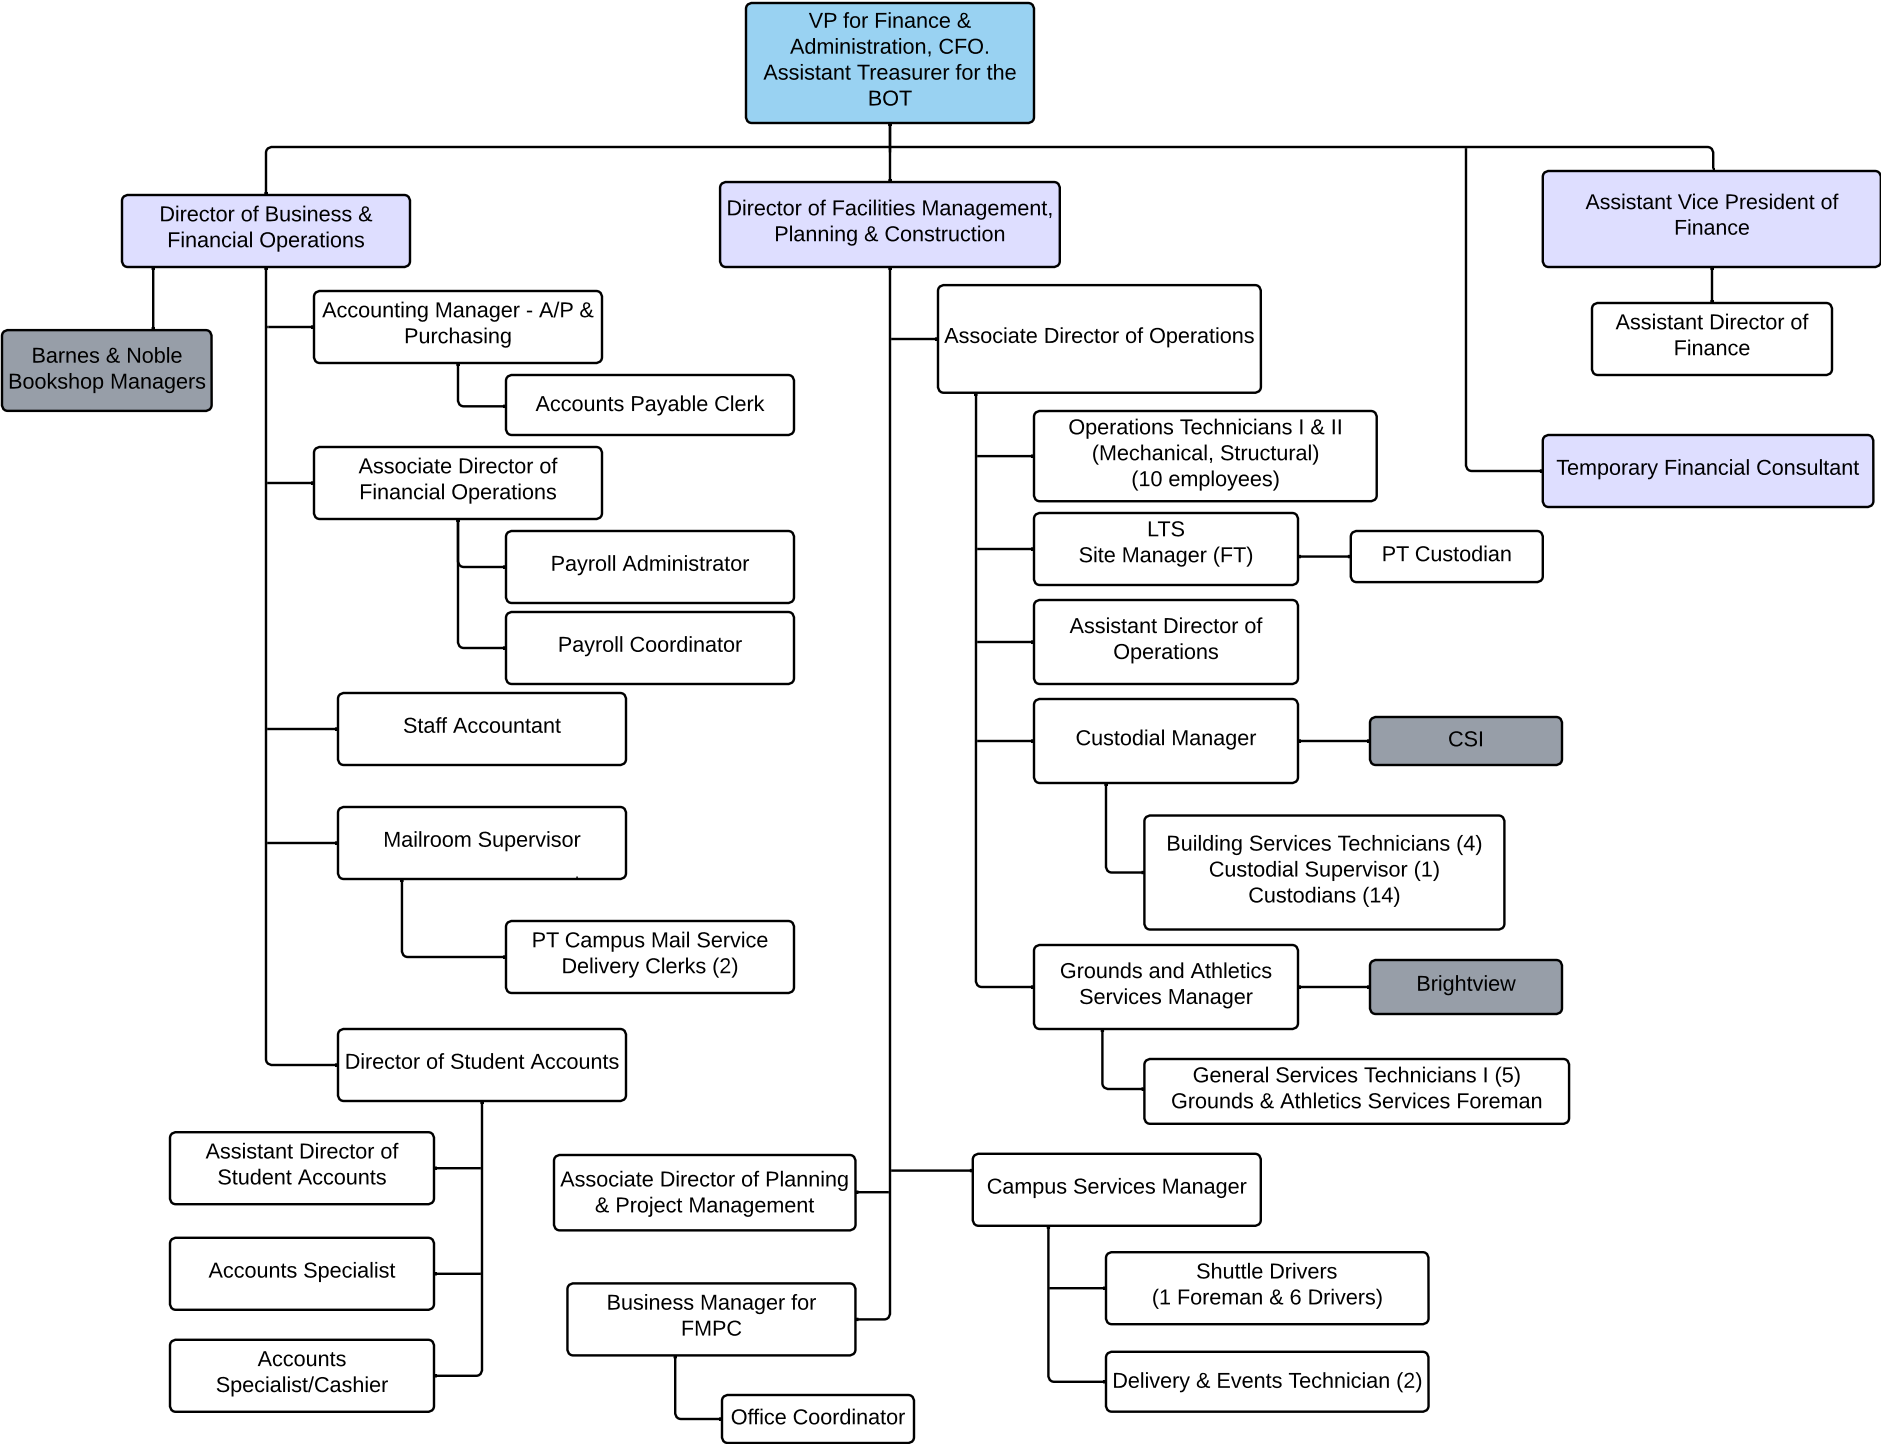 VP for Finance &
Administration, CFO.
Assistant Treasurer for the
BOT
Director of Business &
Financial Operations
Barnes & Noble
Bookshop Managers
Accounting Manager - A/P &
Purchasing
Accounts Payable Clerk
Associate Director of
Financial Operations
Payroll Administrator
Payroll Coordinator
Staff Accountant
Mailroom Supervisor
PT Campus Mail Service
Delivery Clerks (2)
Director of Student Accounts
Assistant Director of
Student Accounts
Accounts Specialist
Accounts
Specialist/Cashier
Director of Facilities Management,
Planning & Construction
Associate Director of Operations
Operations Technicians I & II
(Mechanical, Structural)
(10 employees)
LTS
Site Manager (FT)
PT Custodian
Assistant Director of
Operations
Custodial Manager
CSI
Building Services Technicians (4)
Custodial Supervisor (1)
Custodians (14)
Grounds and Athletics
Services Manager
Brightview
General Services Technicians I (5)
Grounds & Athletics Services Foreman
Associate Director of Planning
& Project Management
Campus Services Manager
Shuttle Drivers
(1 Foreman & 6 Drivers)
Delivery & Events Technician (2)
Business Manager for
FMPC
Office Coordinator
Assistant Vice President of
Finance
Assistant Director of
Finance
Temporary Financial Consultant